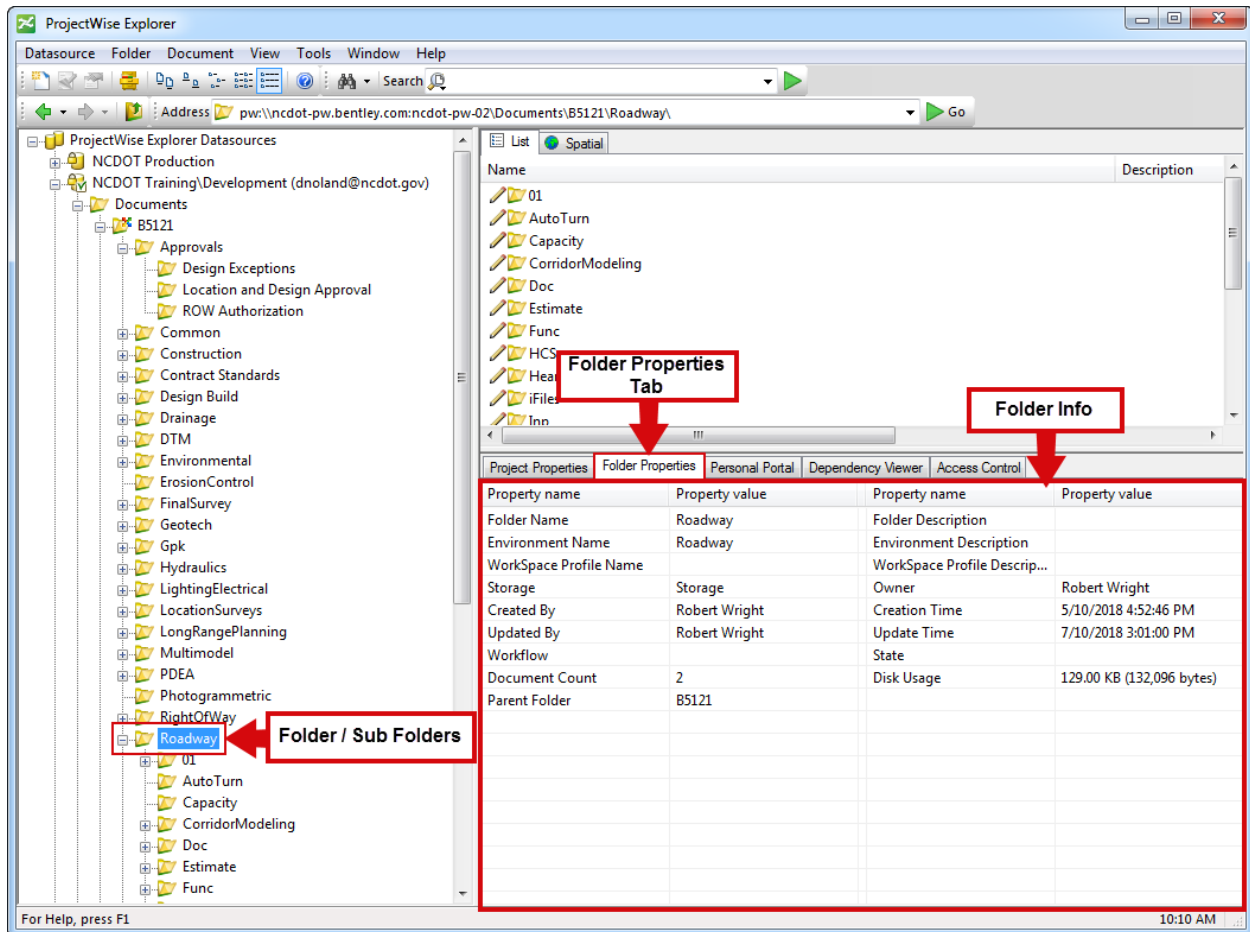 ProjectWise Explorer
Datasource Folder Document View Tools Window Help
Search
Address pw:\\ncdot-pw.bentley.com:ncdot-pw-02\Documents\B5121\Roadway\ Go
ProjectWise Explorer Datasources
NCDOT Production
NCDOT Training\Development (dnoland@ncdot.gov)
Documents
B5121
Approvals
Design Exceptions
Location and Design Approval
ROW Authorization
Common
Construction
Contract Standards
Design Build
Drainage
DTM
Environmental
ErosionControl
FinalSurvey
Geotech
Gpk
Hydraulics
LightingElectrical
LocationSurveys
LongRangePlanning
Multimodel
PDEA
Photogrammetric
RightOfWay
Roadway
Folder / Sub Folders
01
AutoTurn
Capacity
CorridorModeling
Doc
Estimate
Func
List Spatial
Name Description
01
AutoTurn
Capacity
CorridorModeling
Doc
Estimate
Func
HCS
iFiles
Inp
Folder Properties
Tab
Folder Info
Project Properties Folder Properties Personal Portal Dependency Viewer Access Control
Property name Property value Property name Property value
Folder Name Roadway Folder Description
Environment Name Roadway Environment Description
WorkSpace Profile Name WorkSpace Profile Descrip...
Storage Storage Owner Robert Wright
Created By Robert Wright Creation Time 5/10/2018 4:52:46 PM
Updated By Robert Wright Update Time 7/10/2018 3:01:00 PM
Workflow State
Document Count 2 Disk Usage 129.00 KB (132,096 bytes)
Parent Folder B5121
For Help, press F1 10:10 AM